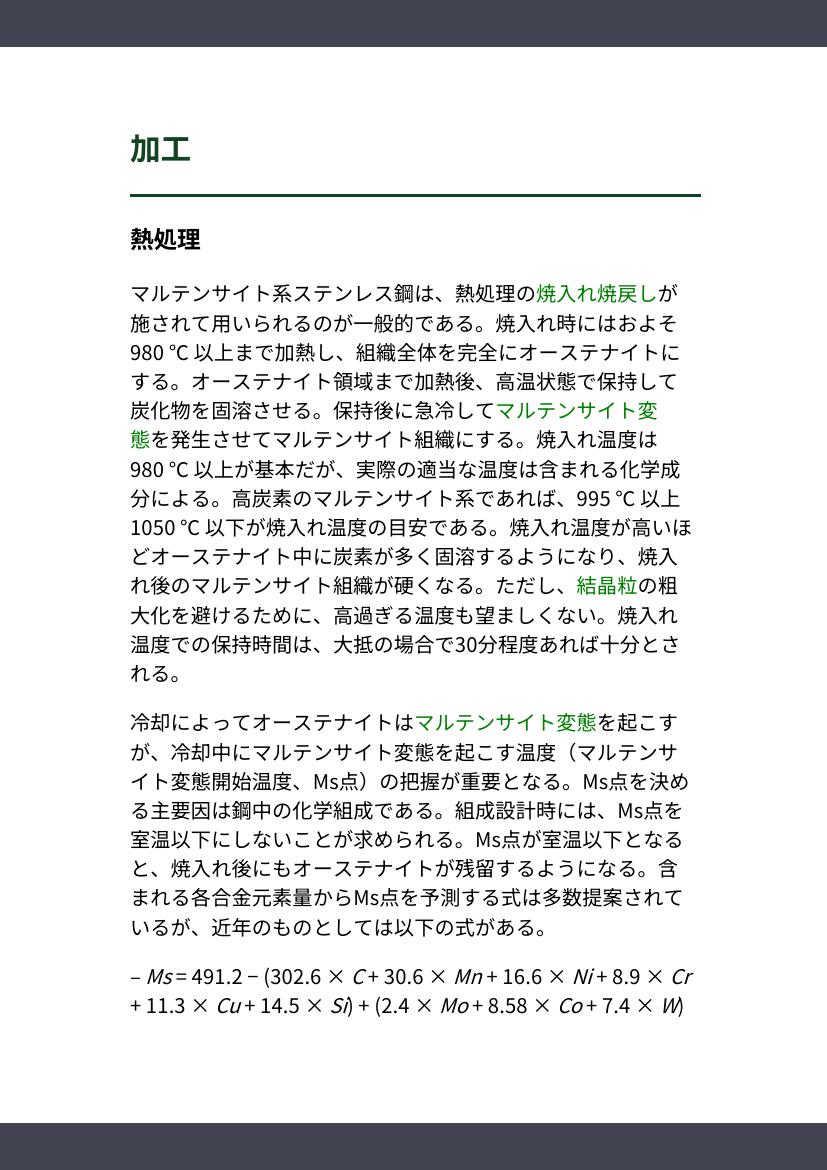 加工
熱処理
マルテンサイト系ステンレス鋼は、熱処理の焼入れ焼戻しが
施されて用いられるのが一般的である。焼入れ時にはおよそ
980 ℃ 以上まで加熱し、組織全体を完全にオーステナイトに
する。オーステナイト領域まで加熱後、高温状態で保持して
炭化物を固溶させる。保持後に急冷してマルテンサイト変
態を発生させてマルテンサイト組織にする。焼入れ温度は
980 ℃ 以上が基本だが、実際の適当な温度は含まれる化学成
分による。高炭素のマルテンサイト系であれば、995 ℃ 以上
1050 ℃ 以下が焼入れ温度の目安である。焼入れ温度が高いほ
どオーステナイト中に炭素が多く固溶するようになり、焼入
れ後のマルテンサイト組織が硬くなる。ただし、結晶粒の粗
大化を避けるために、高過ぎる温度も望ましくない。焼入れ
温度での保持時間は、大抵の場合で30分程度あれば十分とさ
れる。
冷却によってオーステナイトはマルテンサイト変態を起こす
が、冷却中にマルテンサイト変態を起こす温度（マルテンサ
イト変態開始温度、Ms点）の把握が重要となる。Ms点を決め
る主要因は鋼中の化学組成である。組成設計時には、Ms点を
室温以下にしないことが求められる。Ms点が室温以下となる
と、焼入れ後にもオーステナイトが残留するようになる。含
まれる各合金元素量からMs点を予測する式は多数提案されて
いるが、近年のものとしては以下の式がある。
– Ms = 491.2 − (302.6 × C + 30.6 × Mn + 16.6 × Ni + 8.9 × Cr
+ 11.3 × Cu + 14.5 × Si) + (2.4 × Mo + 8.58 × Co + 7.4 × W)